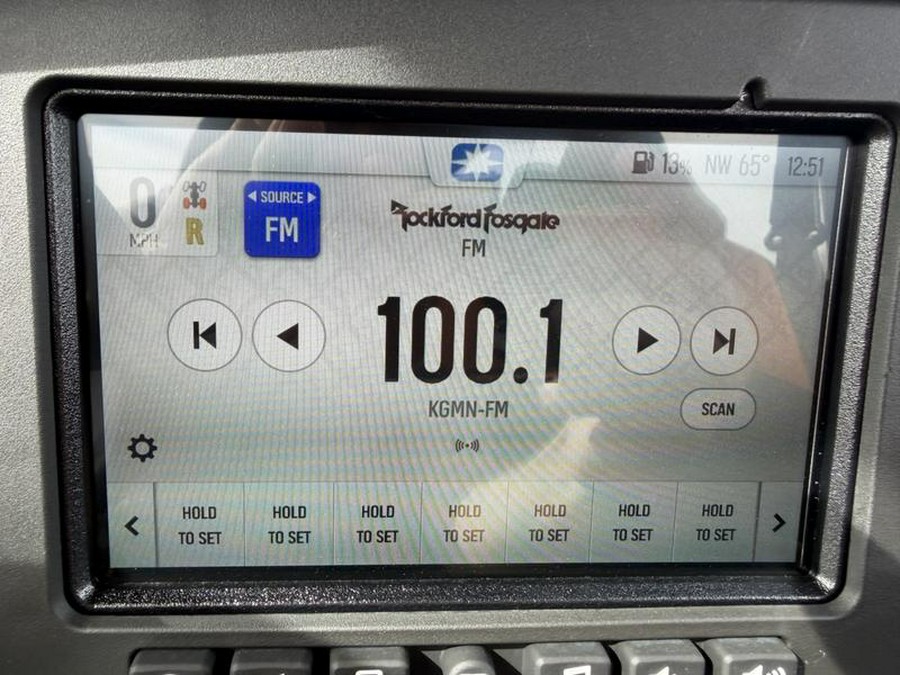 13% NW 65° 12:51
0
MPH
R
SOURCE
FM
Rockford Fosgate
FM
100.1
KGMN-FM
SCAN
HOLD TO SET
HOLD TO SET
HOLD TO SET
HOLD TO SET
HOLD TO SET
HOLD TO SET
HOLD TO SET